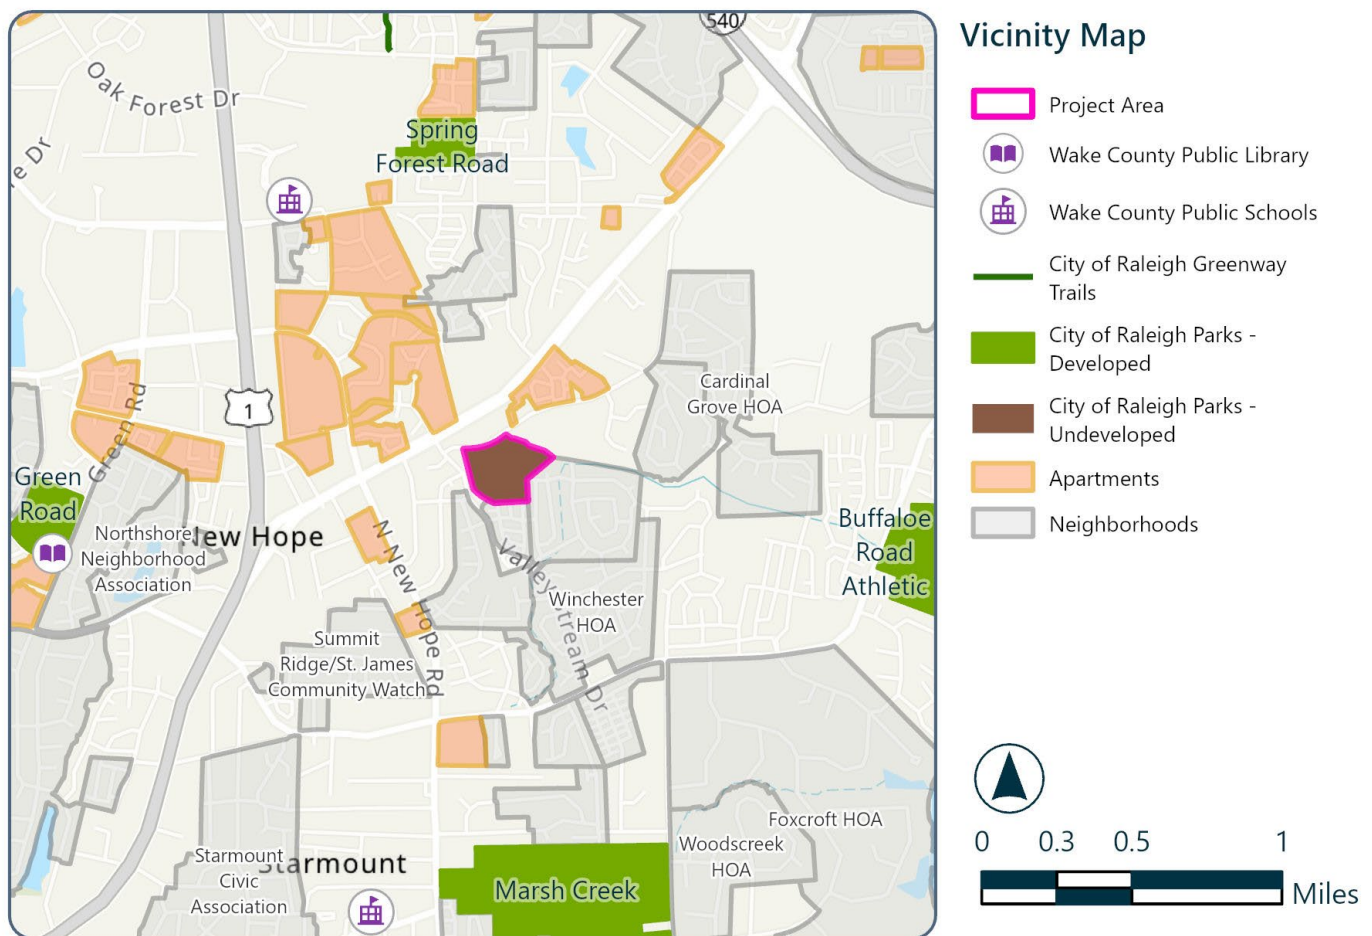 540
Oak Forest Dr
e Dr
Spring
Forest Road
1
Green Rd
Cardinal
Grove HOA
Green
Road
Northshore
Neighborhood
Association
New Hope
N New Hope Rd
Valley Stream Dr
Buffaloe
Road
Athletic
Winchester
HOA
Summit
Ridge/St. James
Community Watch
Foxcroft HOA
Woodscreek
HOA
Starmount
Civic
Association
Starmount
Marsh Creek
Vicinity Map
Project Area
Wake County Public Library
Wake County Public Schools
City of Raleigh Greenway
Trails
City of Raleigh Parks -
Developed
City of Raleigh Parks -
Undeveloped
Apartments
Neighborhoods
0 0.3 0.5 1
Miles